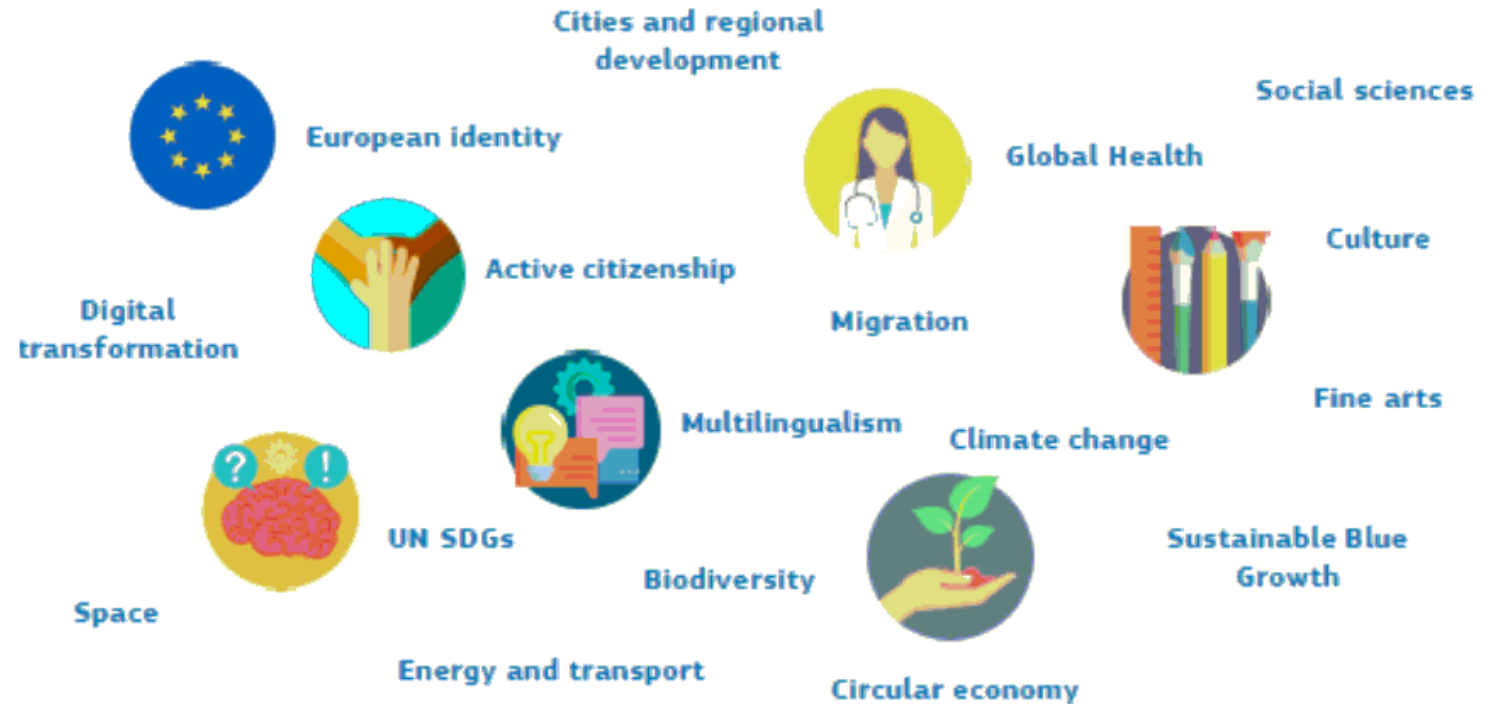 Cities and regional
development
Social sciences
European identity
Global Health
Culture
Active citizenship
Digital
transformation
Migration
Fine arts
Multilingualism
Climate change
? !
UN SDGs
Sustainable Blue
Growth
Biodiversity
Space
Energy and transport
Circular economy